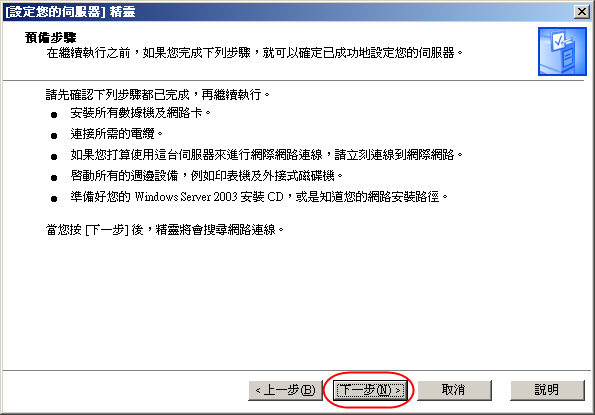 [設定您的伺服器] 精靈
預備步驟
在繼續執行之前，如果您完成下列步驟，就可以確定已成功地設定您的伺服器。
請先確認下列步驟都已完成，再繼續執行。
● 安裝所有數據機及網路卡。
● 連接所需的電纜。
● 如果您打算使用這台伺服器來進行網際網路連線，請立刻連線到網際網路。
● 啟動所有的週邊設備，例如印表機及外接式磁碟機。
● 準備好您的 Windows Server 2003 安裝 CD，或是知道您的網路安裝路徑。
當您按 [下一步] 後，精靈將會搜尋網路連線。
< 上一步(B) 下一步(N) > 取消 說明